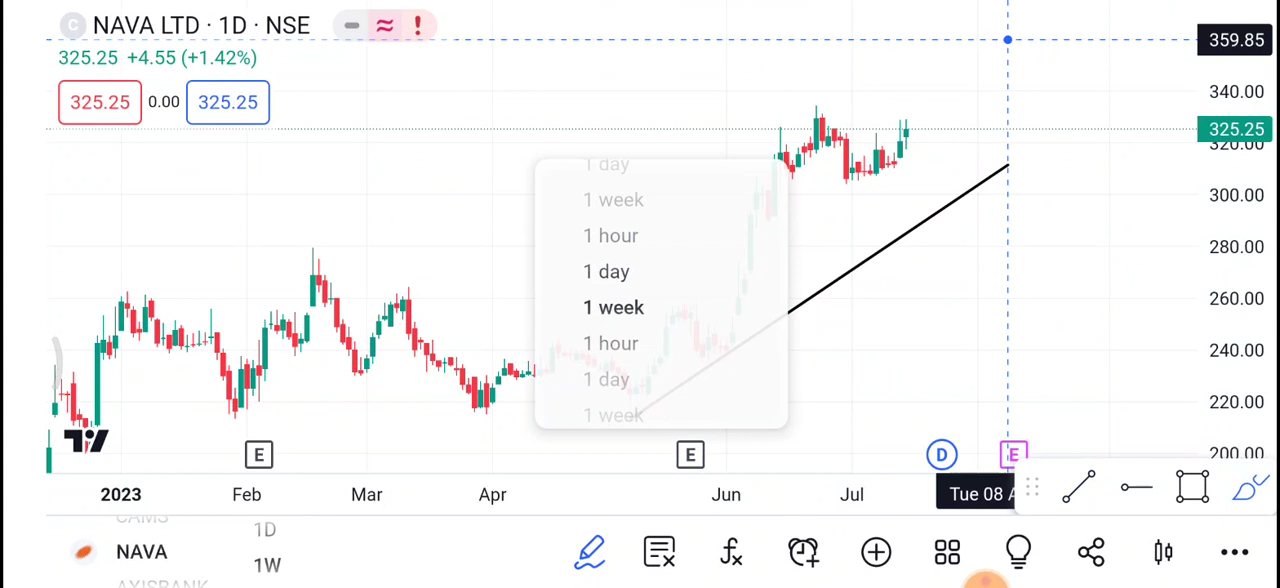 C NAVA LTD · 1D · NSE
325.25 +4.55 (+1.42%)
325.25 0.00 325.25
359.85
340.00
325.25
320.00
300.00
280.00
260.00
240.00
220.00
200.00
1 day
1 week
1 hour
1 day
1 week
1 hour
1 day
1 week
E E D E
2023 Feb Mar Apr Jun Jul Tue 08 A
CAMS
NAVA
AXISBANK
1D
1W